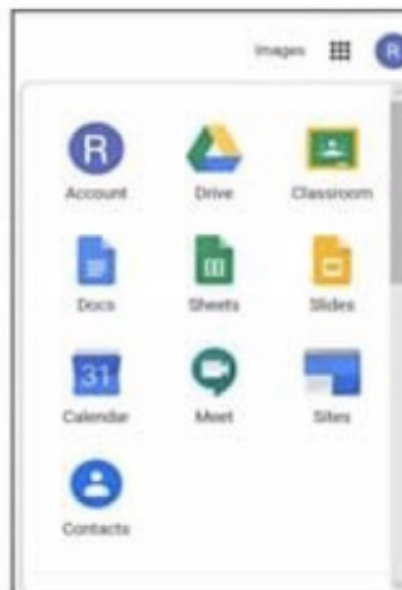 Images R
R
Account Drive Classroom
Docs Sheets Slides
31
Calendar Meet Sites
Contacts